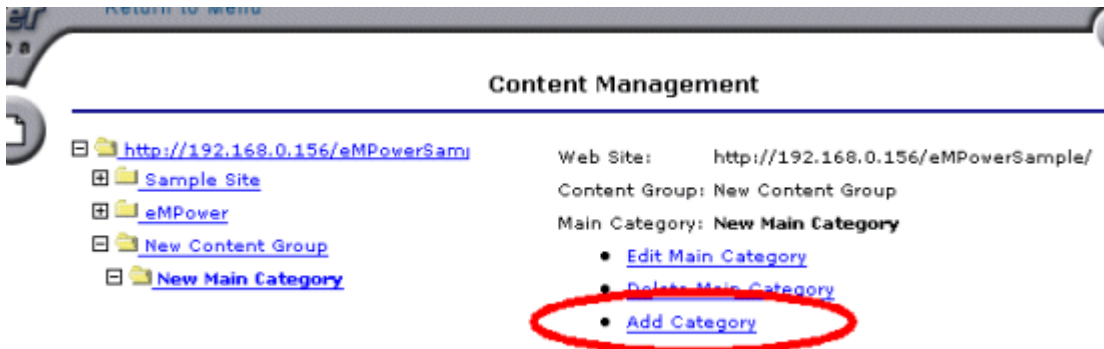 Return to Menu
Content Management
http://192.168.0.156/eMPowerSam
Sample Site
eMPower
New Content Group
New Main Category
Web Site: http://192.168.0.156/eMPowerSample/
Content Group: New Content Group
Main Category: New Main Category
Edit Main Category
Delete Main Category
Add Category